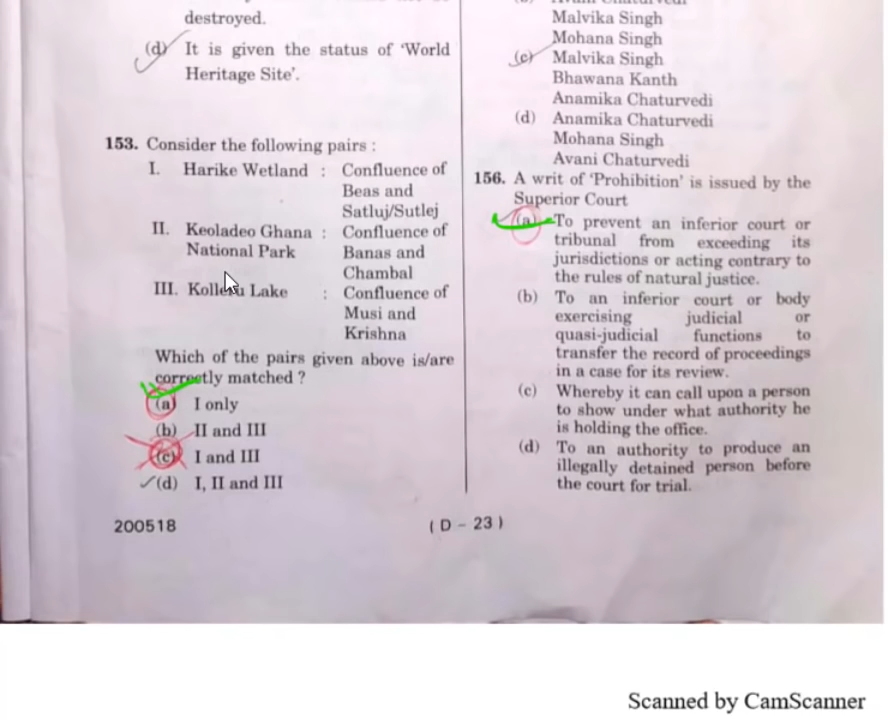 destroyed.
(d) It is given the status of 'World
Heritage Site'.
153. Consider the following pairs :
I. Harike Wetland : Confluence of
Beas and
Satluj/Sutlej
II. Keoladeo Ghana : Confluence of
National Park Banas and
Chambal
III. Kolleru Lake : Confluence of
Musi and
Krishna
Which of the pairs given above is/are
correctly matched ?
(a) I only
(b) II and III
(c) I and III
(d) I, II and III
Malvika Singh
Mohana Singh
(c) Malvika Singh
Bhawana Kanth
Anamika Chaturvedi
(d) Anamika Chaturvedi
Mohana Singh
Avani Chaturvedi
156. A writ of 'Prohibition' is issued by the
Superior Court
(a) To prevent an inferior court or
tribunal from exceeding its
jurisdictions or acting contrary to
the rules of natural justice.
(b) To an inferior court or body
exercising judicial or
quasi-judicial functions to
transfer the record of proceedings
in a case for its review.
(c) Whereby it can call upon a person
to show under what authority he
is holding the office.
(d) To an authority to produce an
illegally detained person before
the court for trial.
200518
( D - 23 )
Scanned by CamScanner